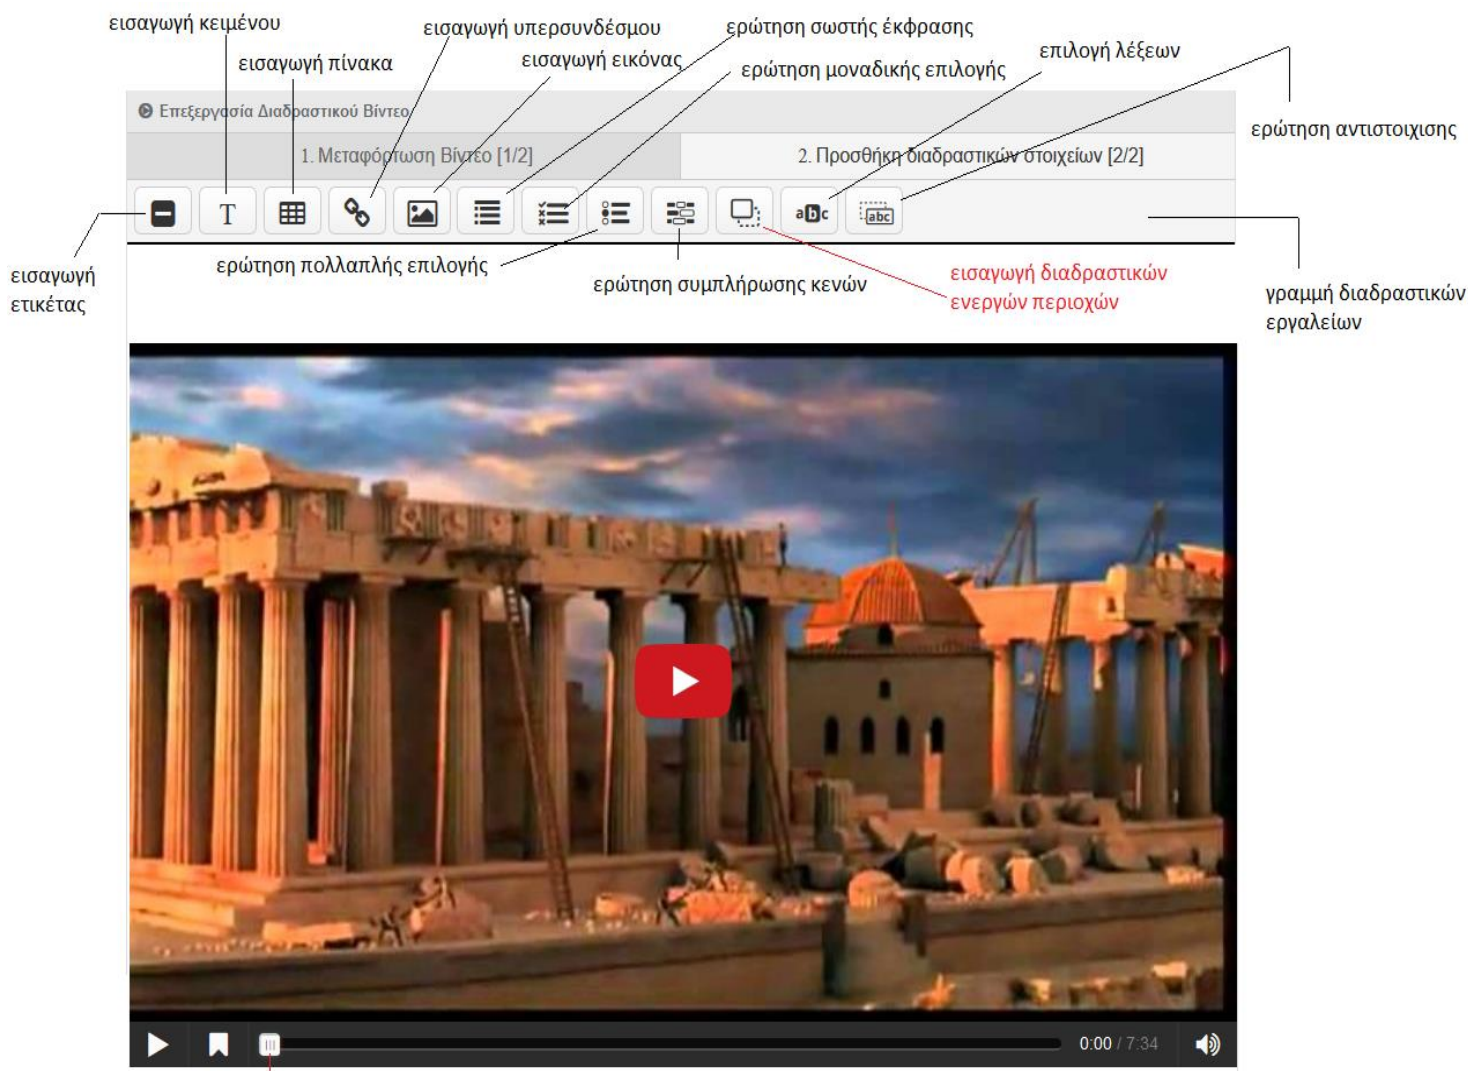 εισαγωγή κειμένου
εισαγωγή υπερσυνδέσμου
ερώτηση σωστής έκφρασης
εισαγωγή πίνακα
εισαγωγή εικόνας
ερώτηση μοναδικής επιλογής
επιλογή λέξεων
ερώτηση αντιστοιχισης
Επεξεργασία Διαδραστικού Βίντεο
1. Μεταφόρτωση Βίντεο [1/2]
2. Προσθήκη διαδραστικών στοιχείων [2/2]
T
abc
abc
εισαγωγή
ετικέτας
ερώτηση πολλαπλής επιλογής
ερώτηση συμπλήρωσης κενών
εισαγωγή διαδραστικών
ενεργών περιοχών
γραμμή διαδραστικών
εργαλείων
0:00 / 7:34